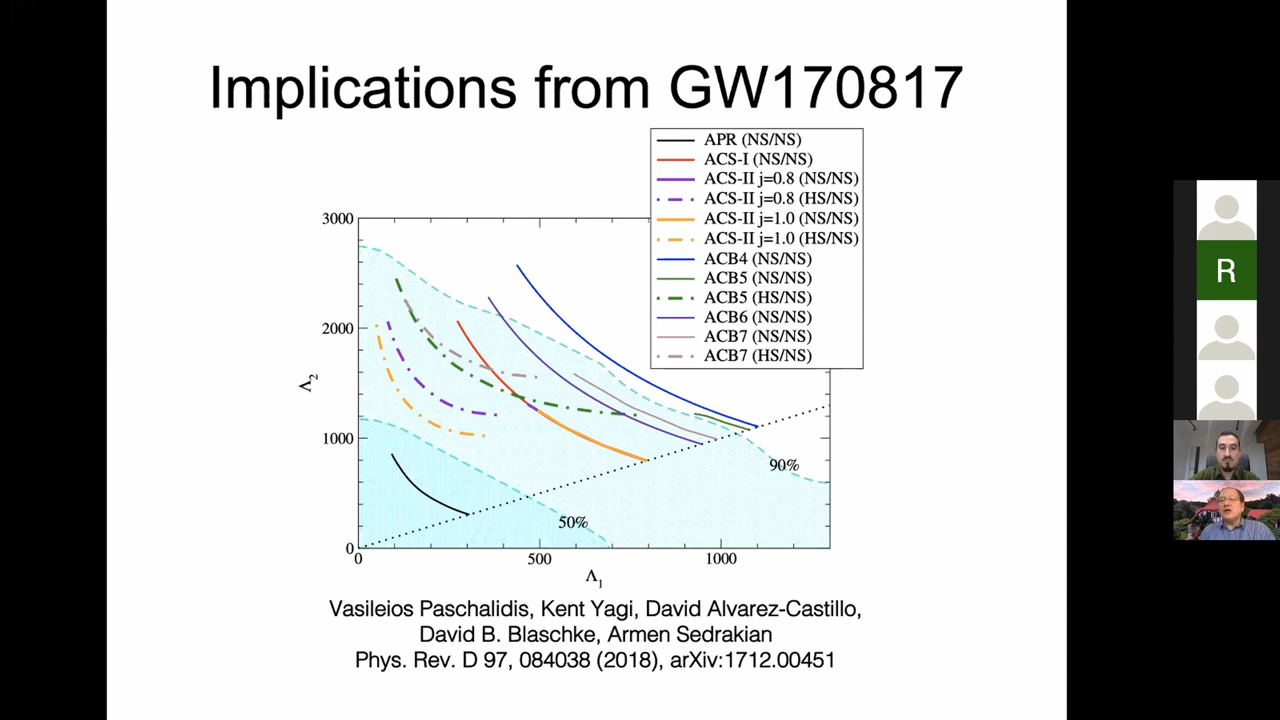 Implications from GW170817
APR (NS/NS)
ACS-I (NS/NS)
ACS-II j=0.8 (NS/NS)
ACS-II j=0.8 (HS/NS)
ACS-II j=1.0 (NS/NS)
ACS-II j=1.0 (HS/NS)
ACB4 (NS/NS)
ACB5 (NS/NS)
ACB5 (HS/NS)
ACB6 (NS/NS)
ACB7 (NS/NS)
ACB7 (HS/NS)
3000
2000
1000
0
Λ₂
90%
50%
0
500
1000
Λ₁
R
Vasileios Paschalidis, Kent Yagi, David Alvarez-Castillo,
David B. Blaschke, Armen Sedrakian
Phys. Rev. D 97, 084038 (2018), arXiv:1712.00451